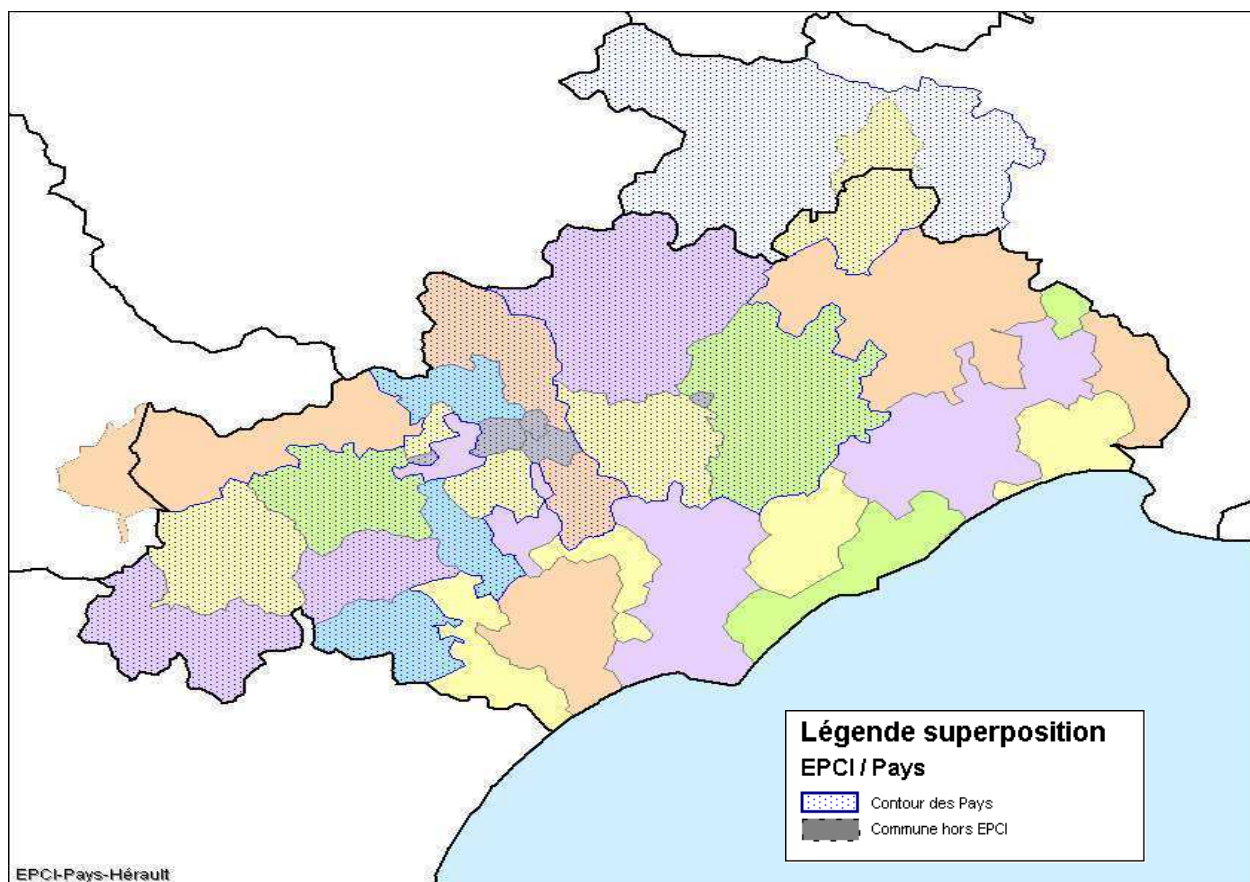 Légende superposition
EPCI / Pays
Contour des Pays
Commune hors EPCI
EPCI-Pays-Hérault